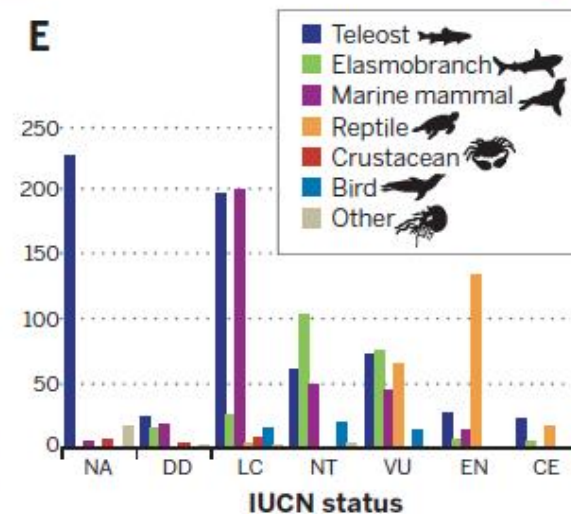 E
Teleost
Elasmobranch
Marine mammal
Reptile
Crustacean
Bird
Other
250
200
150
100
50
0
NA DD LC NT VU EN CE
IUCN status